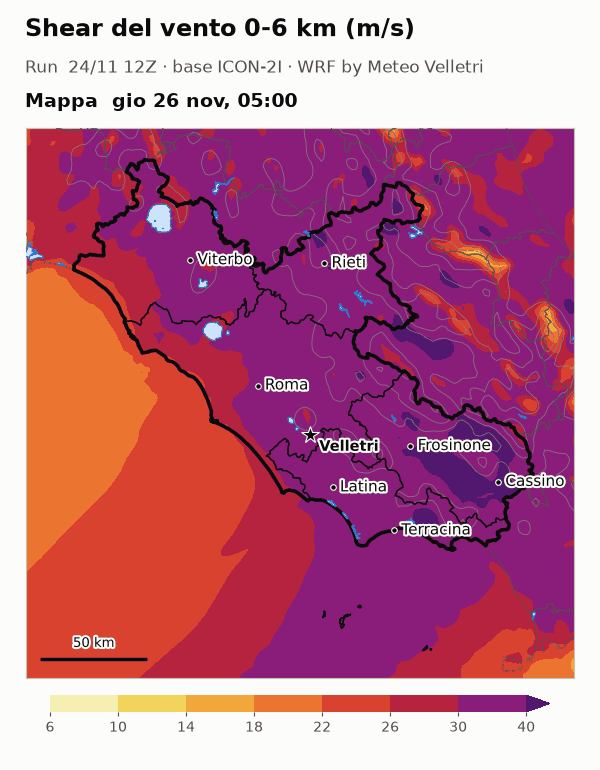 Shear del vento 0-6 km (m/s)
Run 24/11 12Z · base ICON-2I · WRF by Meteo Velletri
Mappa gio 26 nov, 05:00
Viterbo
Rieti
Roma
Velletri
Frosinone
Latina
Cassino
Terracina
50 km
6 10 14 18 22 26 30 40